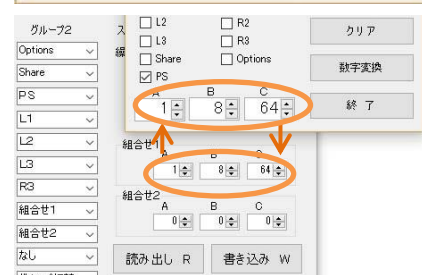 グループ2
Options
Share
PS
L1
L2
L3
R3
組合せ1
組合せ2
なし
L2 R2
L3 R3
Share Options
PS
A B C
1 8 64
クリア
数字変換
終 了
組合せ1
A B C
1 8 64
組合せ2
A B C
0 0 0
読み出し R 書き込み W